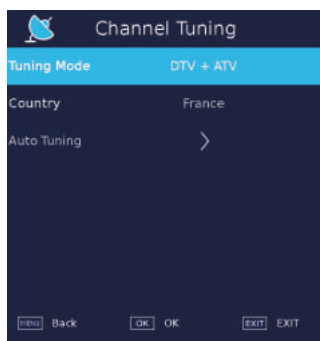 Channel Tuning
Tuning Mode DTV + ATV
Country France
Auto Tuning
MENU Back OK OK EXIT EXIT